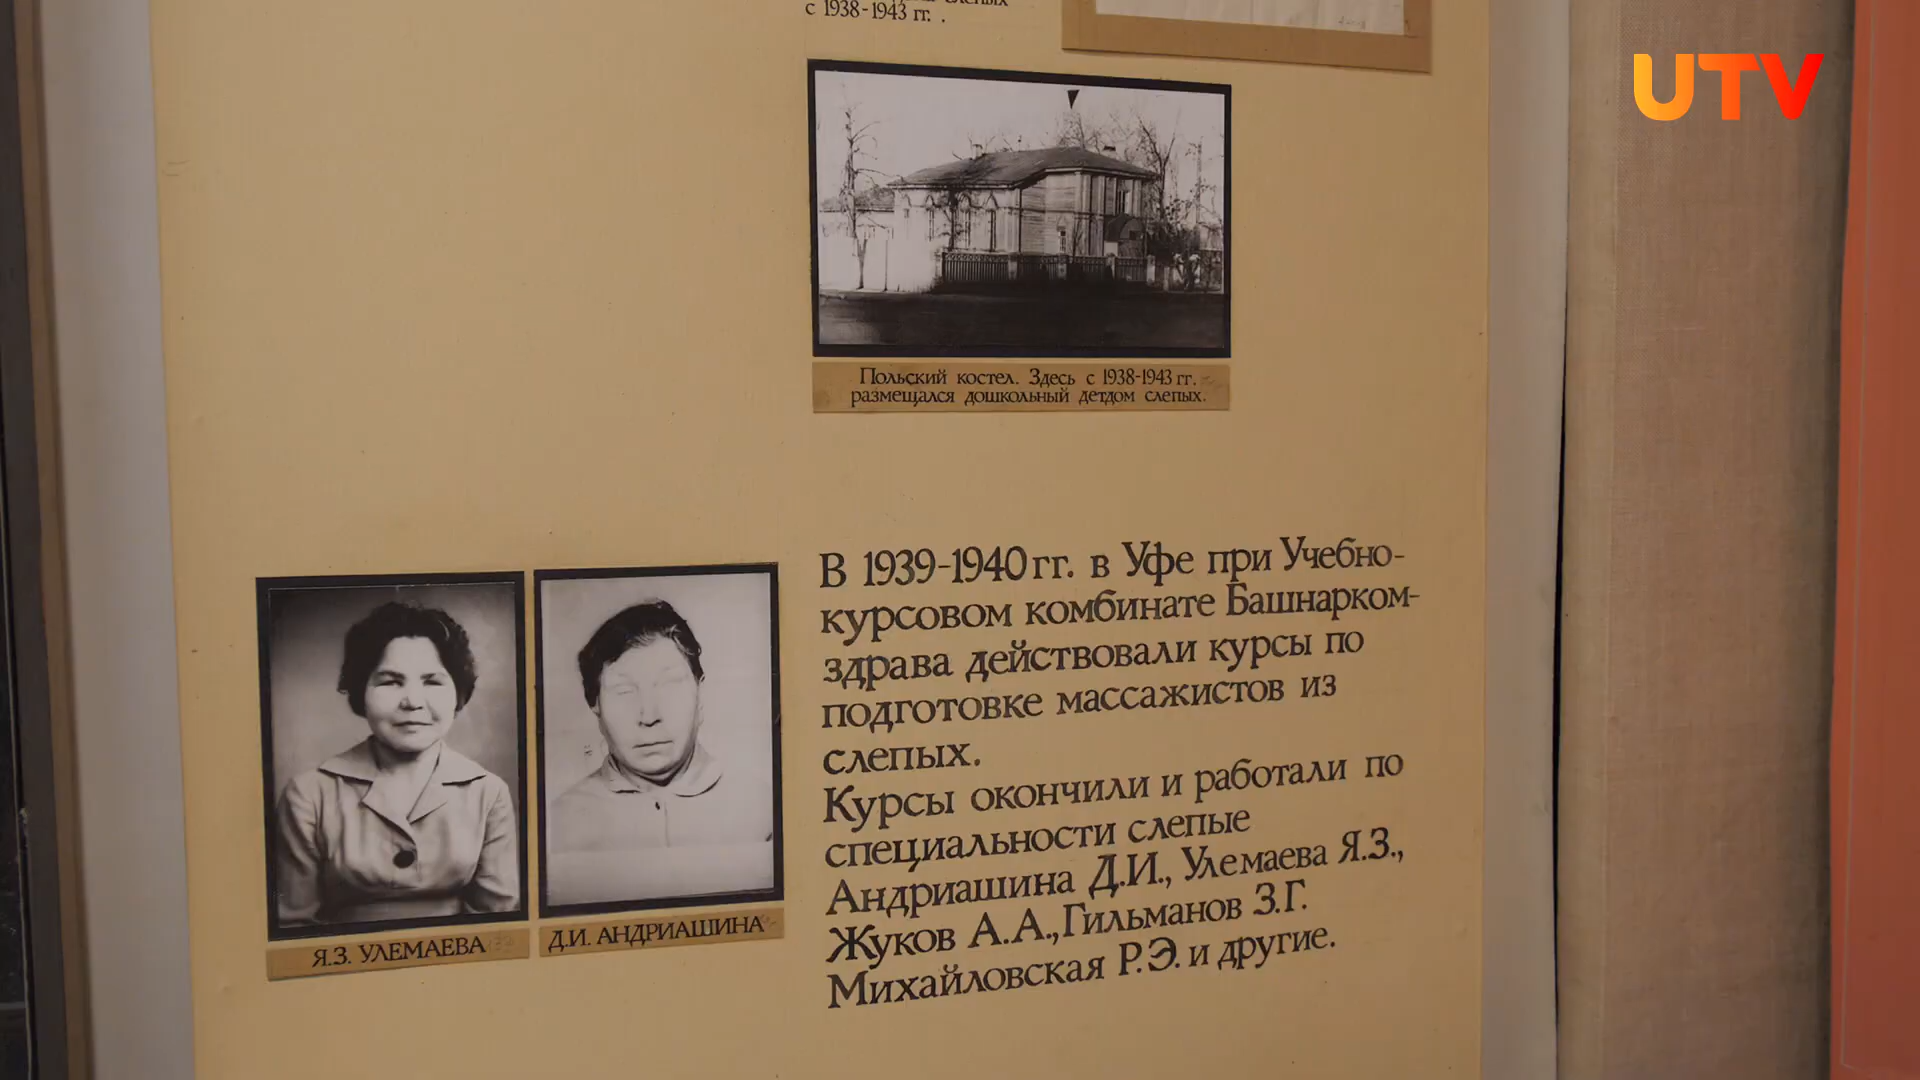 с 1938-1943 гг. .
UTV
Польский костел. Здесь с 1938-1943 гг.
размещался дошкольный детдом слепых.
Я.З. УЛЕМАЕВА
Д.И. АНДРИАШИНА
В 1939-1940 гг. в Уфе при Учебно-
курсовом комбинате Башнарком-
здрава действовали курсы по
подготовке массажистов из
слепых.
Курсы окончили и работали по
специальности слепые
Андриашина Д.И., Улемаева Я.З.,
Жуков А.А., Гильманов З.Г.
Михайловская Р.Э. и другие.